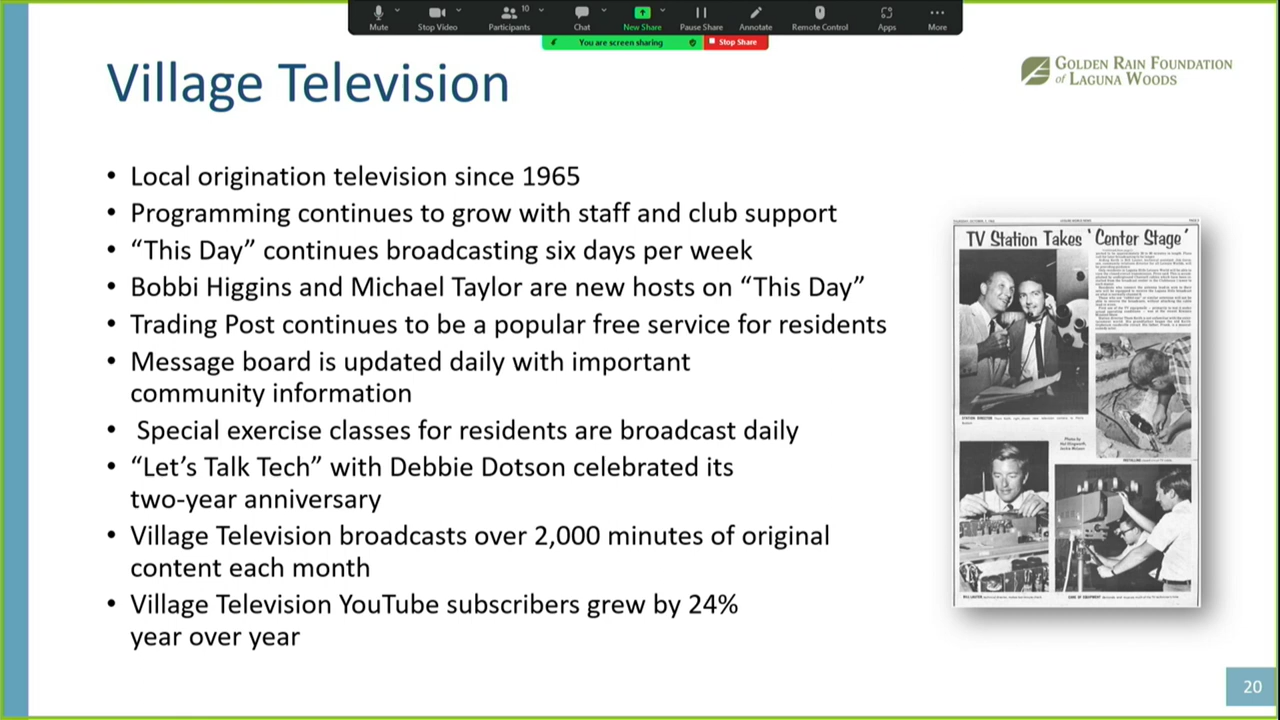 Mute
Stop Video
10
Participants
Chat
New Share
Pause Share
Annotate
Remote Control
Apps
More
You are screen sharing
Stop Share
Village Television
GOLDEN RAIN FOUNDATION
of LAGUNA WOODS
• Local origination television since 1965
• Programming continues to grow with staff and club support
• “This Day” continues broadcasting six days per week
• Bobbi Higgins and Michael Taylor are new hosts on “This Day”
• Trading Post continues to be a popular free service for residents
• Message board is updated daily with important
community information
• Special exercise classes for residents are broadcast daily
• “Let’s Talk Tech” with Debbie Dotson celebrated its
two-year anniversary
• Village Television broadcasts over 2,000 minutes of original
content each month
• Village Television YouTube subscribers grew by 24%
year over year
TV Station Takes 'Center Stage'
20